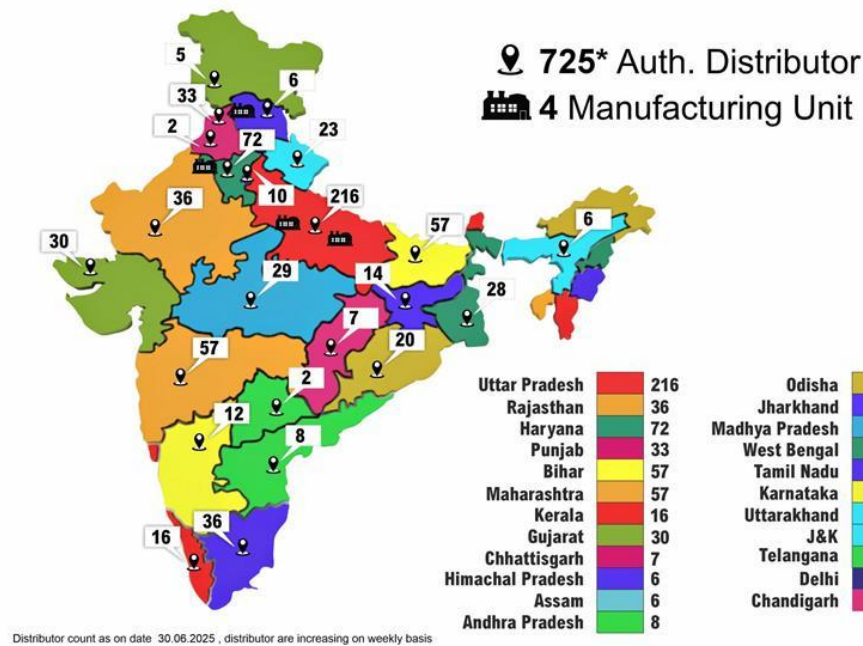 725* Auth. Distributor
4 Manufacturing Unit
5
6
33
2
72
23
36
10
216
30
57
6
29
14
28
7
57
20
2
12
8
36
16
Uttar Pradesh 216
Rajasthan 36
Haryana 72
Punjab 33
Bihar 57
Maharashtra 57
Kerala 16
Gujarat 30
Chhattisgarh 7
Himachal Pradesh 6
Assam 6
Andhra Pradesh 8
Odisha
Jharkhand
Madhya Pradesh
West Bengal
Tamil Nadu
Karnataka
Uttarakhand
J&K
Telangana
Delhi
Chandigarh
Distributor count as on date 30.06.2025 , distributor are increasing on weekly basis